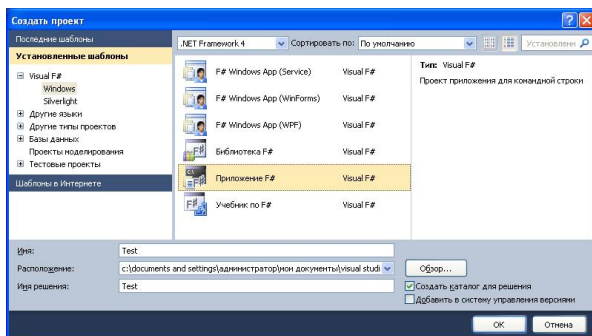 Создать проект
Последние шаблоны
Установленные шаблоны
Visual F#
Windows
Silverlight
Другие языки
Другие типы проектов
Базы данных
Проекты моделирования
Тестовые проекты
Шаблоны в Интернете
.NET Framework 4
Сортировать по: По умолчанию
Установленн
F# Windows App (Service) Visual F#
F# Windows App (WinForms) Visual F#
F# Windows App (WPF) Visual F#
Библиотека F# Visual F#
Приложение F# Visual F#
Учебник по F# Visual F#
Тип: Visual F#
Проект приложения для командной строки
Имя: Test
Расположение: c:\documents and settings\администратор\мои документы\visual studi
Обзор...
Имя решения: Test
Создать каталог для решения
Добавить в систему управления версиями
OK Отмена